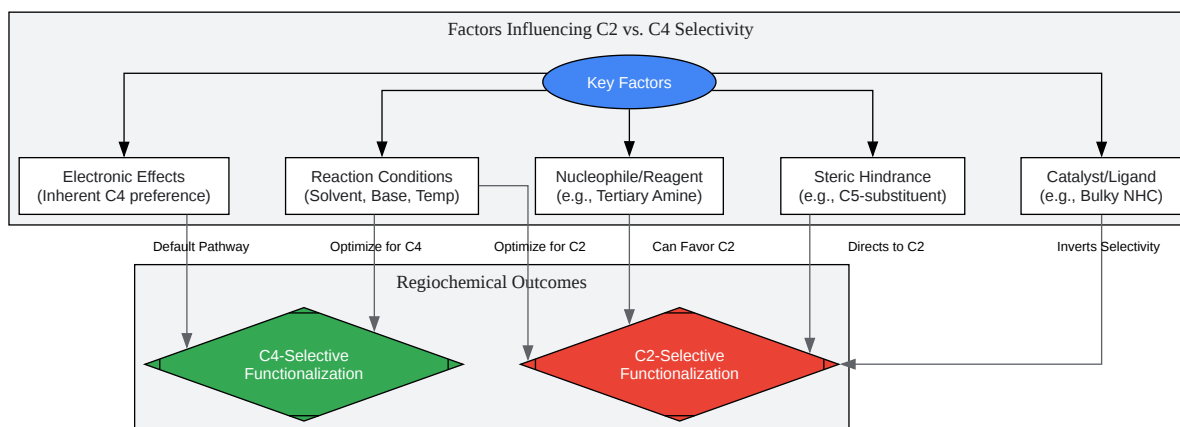 Factors Influencing C2 vs. C4 Selectivity
Key Factors
Electronic Effects
(Inherent C4 preference)
Reaction Conditions
(Solvent, Base, Temp)
Nucleophile/Reagent
(e.g., Tertiary Amine)
Steric Hindrance
(e.g., C5-substituent)
Catalyst/Ligand
(e.g., Bulky NHC)
Default Pathway
Optimize for C4
Optimize for C2
Can Favor C2
Directs to C2
Inverts Selectivity
Regiochemical Outcomes
C4-Selective
Functionalization
C2-Selective
Functionalization